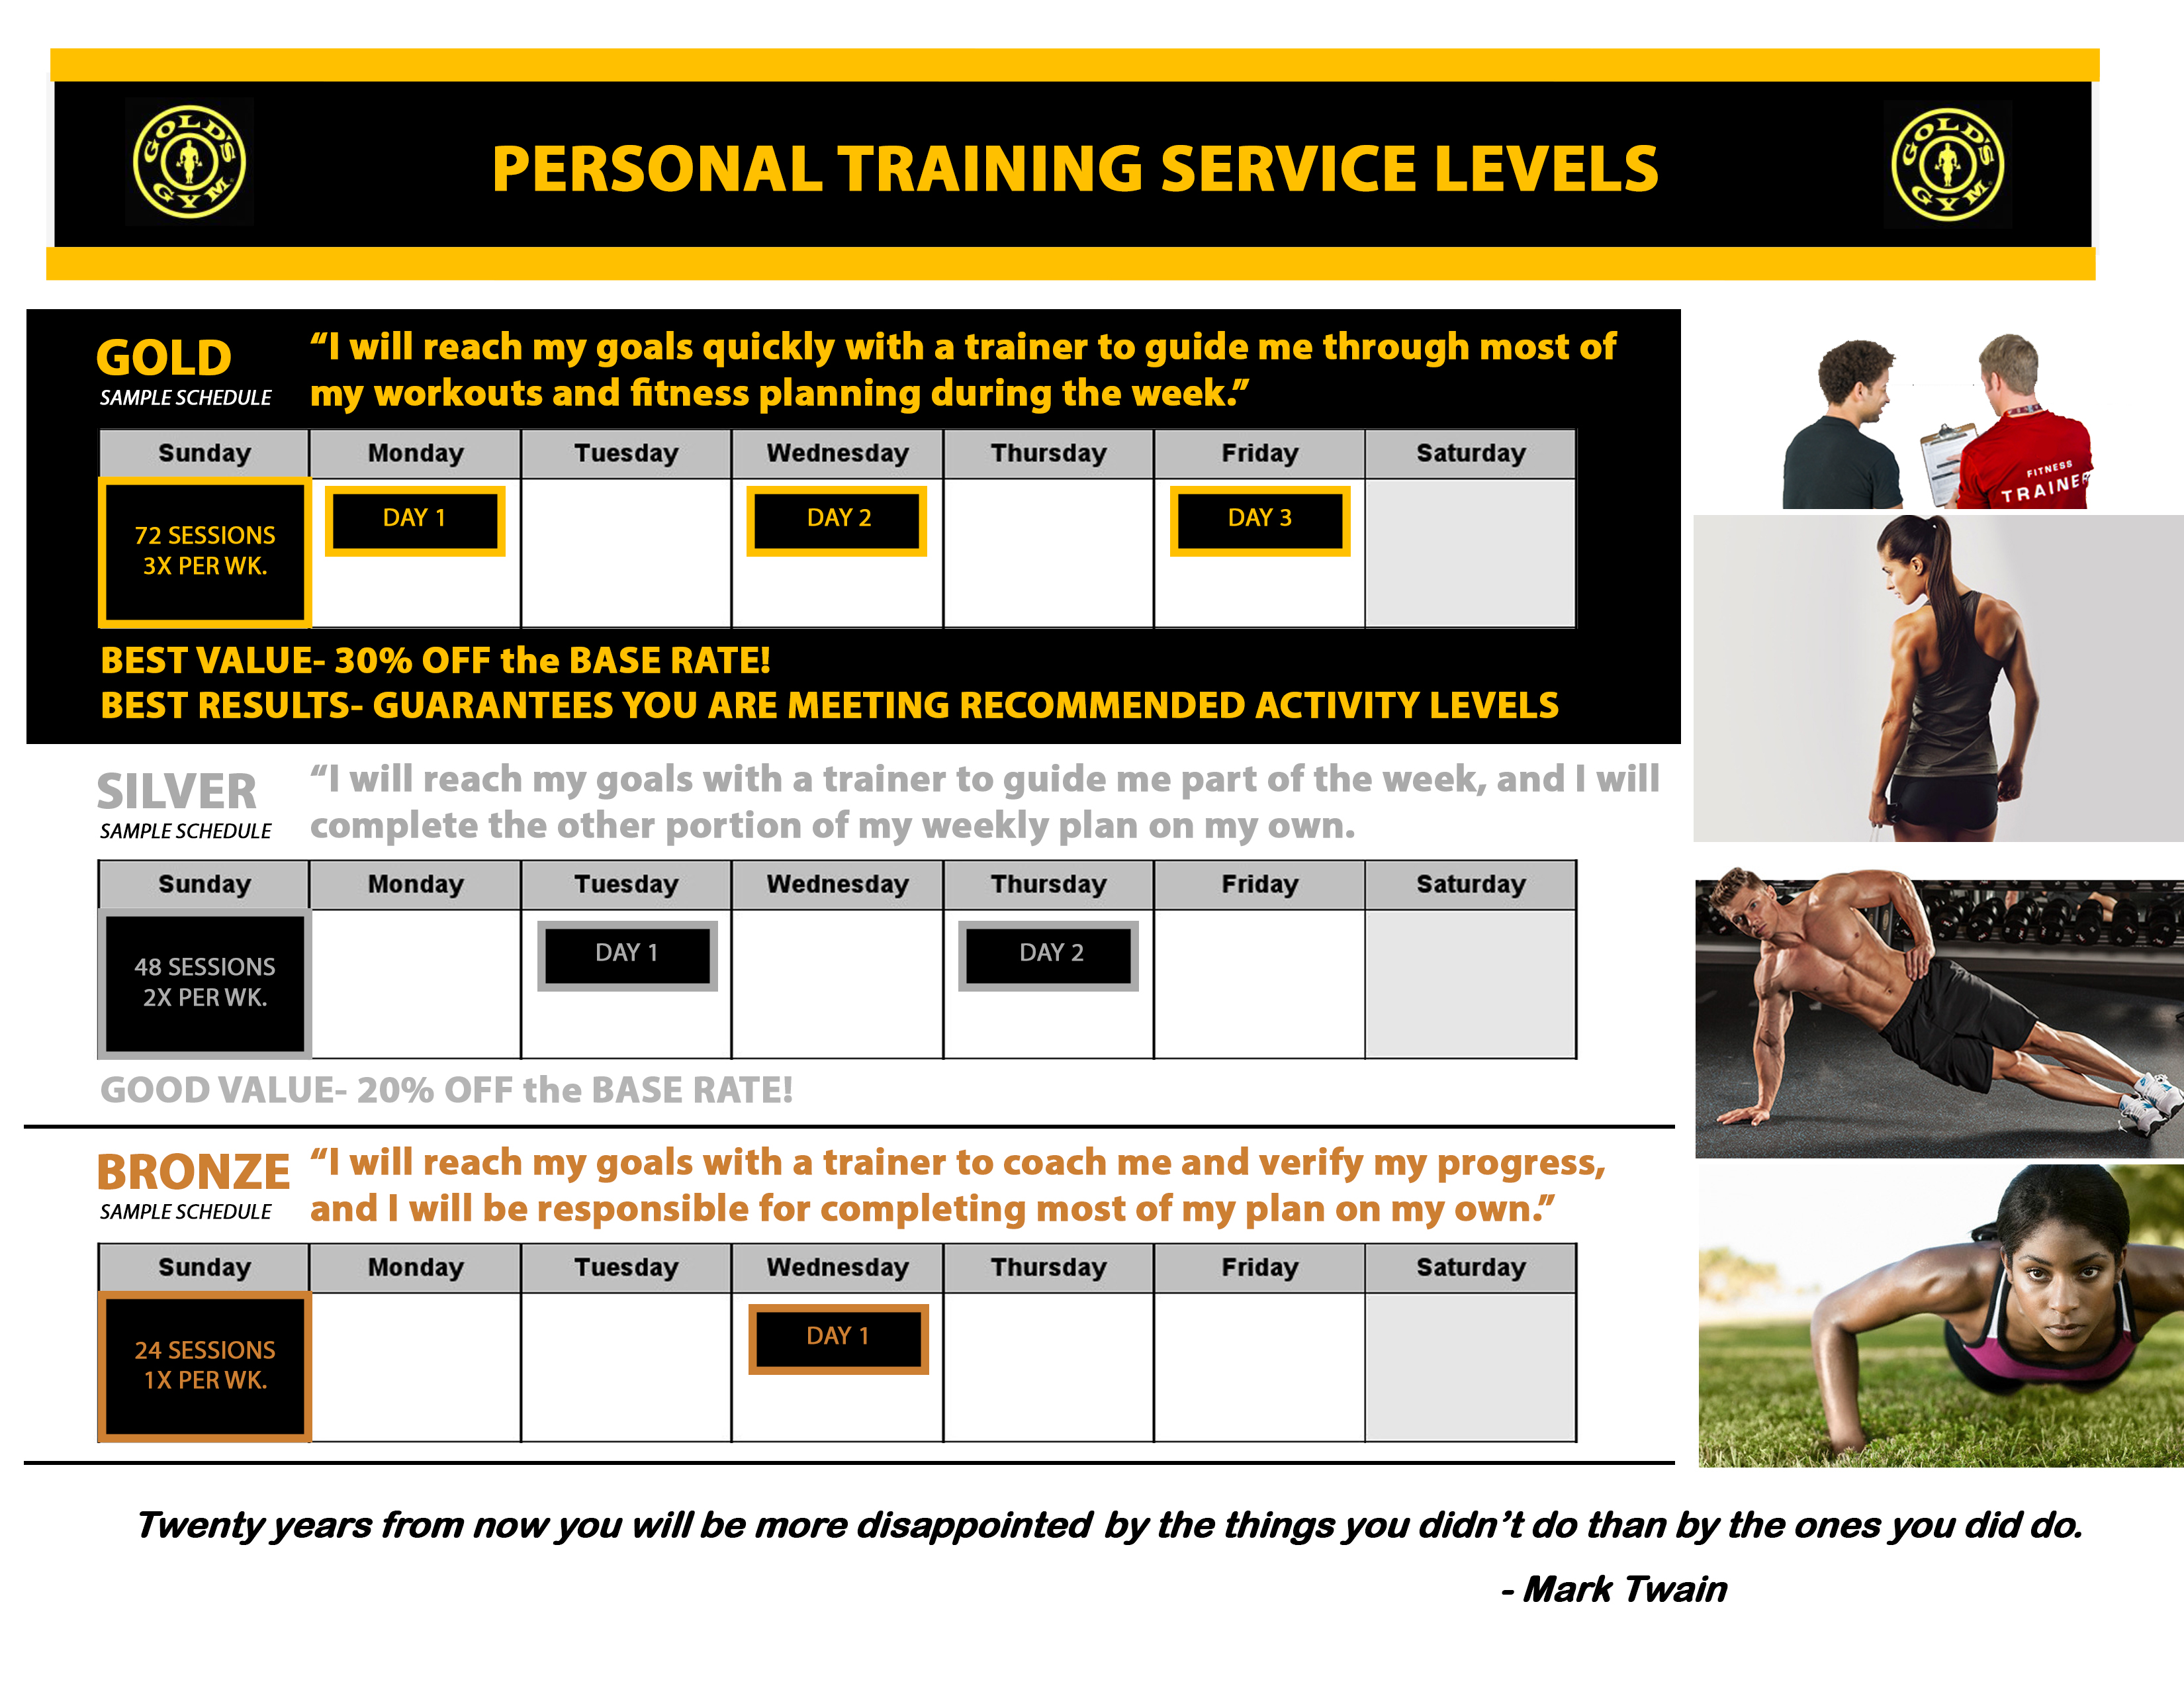 GOLD'S GYM
PERSONAL TRAINING SERVICE LEVELS
GOLD'S GYM
GOLD
SAMPLE SCHEDULE
“I will reach my goals quickly with a trainer to guide me through most of
my workouts and fitness planning during the week.”
Sunday Monday Tuesday Wednesday Thursday Friday Saturday
72 SESSIONS
3X PER WK.
DAY 1 DAY 2 DAY 3
BEST VALUE- 30% OFF the BASE RATE!
BEST RESULTS- GUARANTEES YOU ARE MEETING RECOMMENDED ACTIVITY LEVELS
FITNESS
TRAINER
SILVER
SAMPLE SCHEDULE
“I will reach my goals with a trainer to guide me part of the week, and I will
complete the other portion of my weekly plan on my own.
Sunday Monday Tuesday Wednesday Thursday Friday Saturday
48 SESSIONS
2X PER WK.
DAY 1 DAY 2
GOOD VALUE- 20% OFF the BASE RATE!
BRONZE
SAMPLE SCHEDULE
“I will reach my goals with a trainer to coach me and verify my progress,
and I will be responsible for completing most of my plan on my own.”
Sunday Monday Tuesday Wednesday Thursday Friday Saturday
24 SESSIONS
1X PER WK.
DAY 1
Twenty years from now you will be more disappointed by the things you didn’t do than by the ones you did do.
- Mark Twain